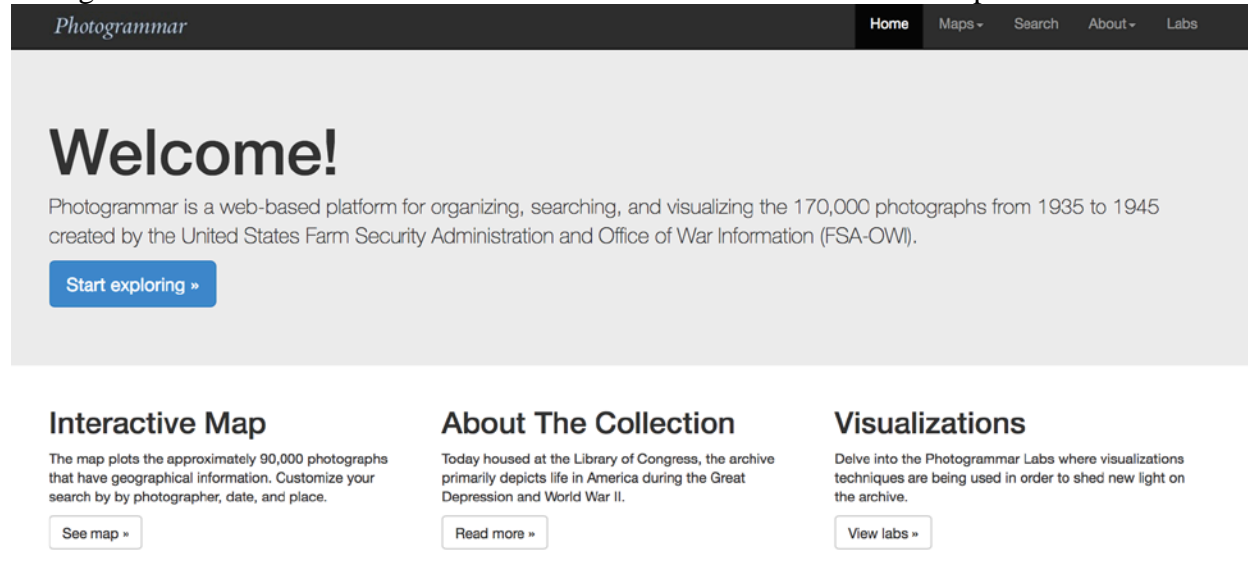 Photogrammar
Home Maps Search About Labs
Welcome!
Photogrammar is a web-based platform for organizing, searching, and visualizing the 170,000 photographs from 1935 to 1945
created by the United States Farm Security Administration and Office of War Information (FSA-OWI).
Start exploring »
Interactive Map
The map plots the approximately 90,000 photographs
that have geographical information. Customize your
search by by photographer, date, and place.
See map »
About The Collection
Today housed at the Library of Congress, the archive
primarily depicts life in America during the Great
Depression and World War II.
Read more »
Visualizations
Delve into the Photogrammar Labs where visualizations
techniques are being used in order to shed new light on
the archive.
View labs »